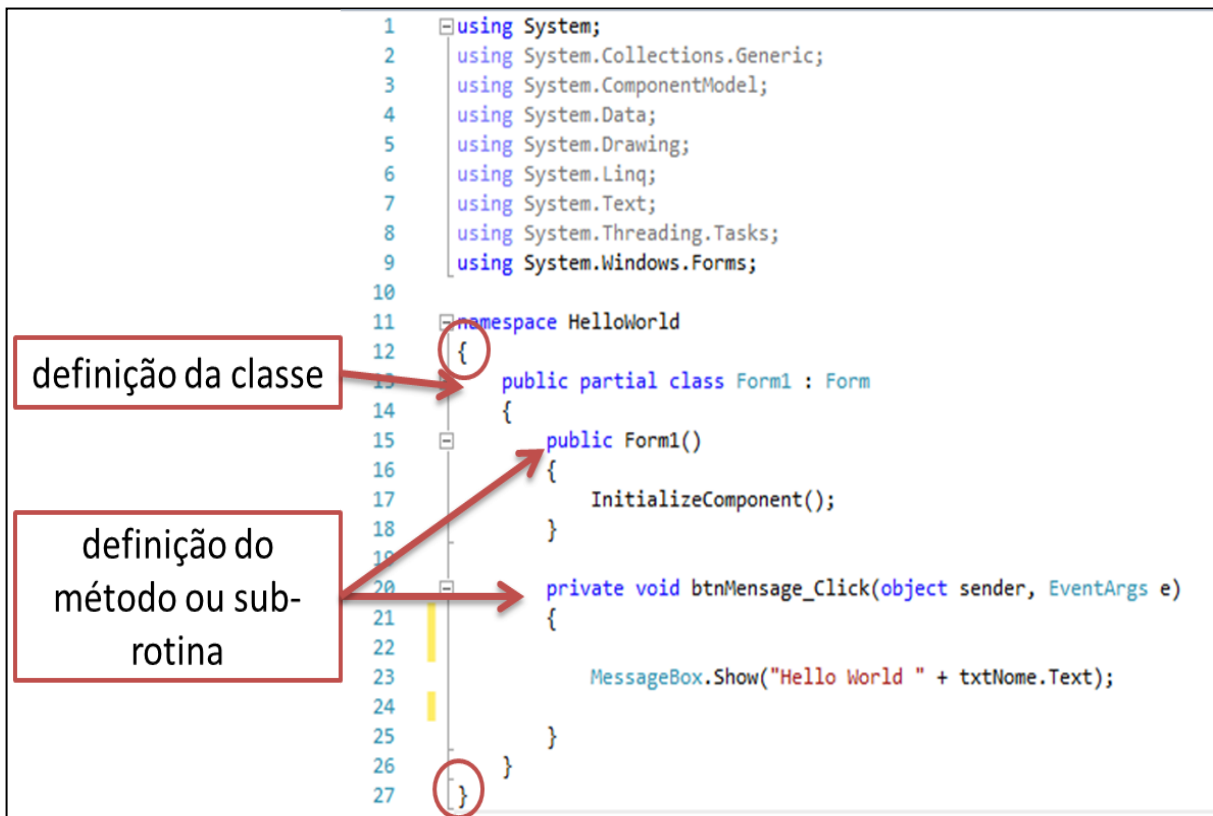 1 using System;
2 using System.Collections.Generic;
3 using System.ComponentModel;
4 using System.Data;
5 using System.Drawing;
6 using System.Linq;
7 using System.Text;
8 using System.Threading.Tasks;
9 using System.Windows.Forms;
10
11 namespace HelloWorld
12 {
definição da classe
13 public partial class Form1 : Form
14 {
15 public Form1()
16 {
17 InitializeComponent();
18 }
19
definição do
método ou sub-
rotina
20 private void btnMensage_Click(object sender, EventArgs e)
21 {
22
23 MessageBox.Show("Hello World " + txtNome.Text);
24
25 }
26 }
27 }